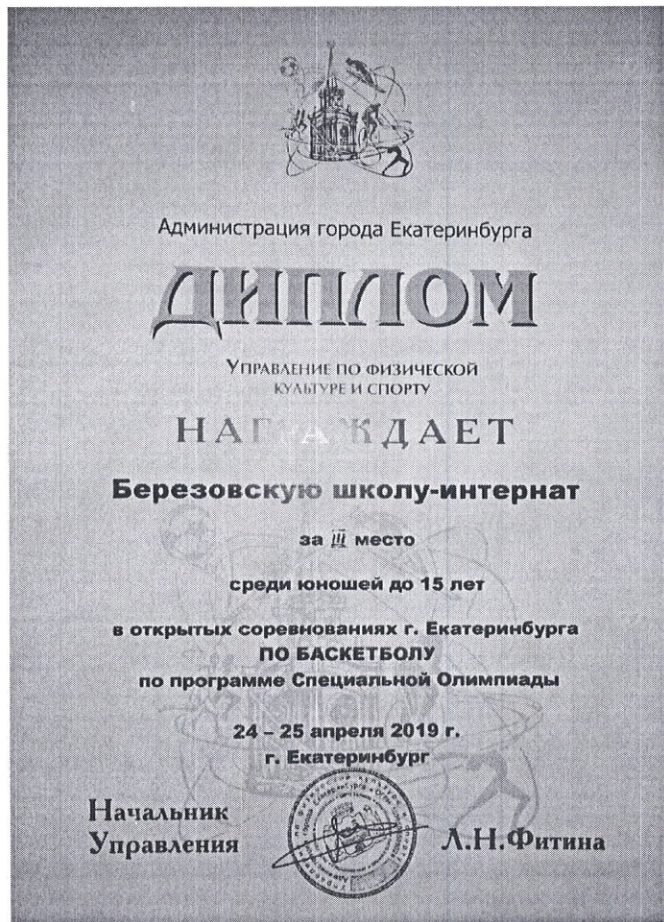 Администрация города Екатеринбурга
ДИПЛОМ
Управление по физической
культуре и спорту
НАГРАЖДАЕТ
Березовскую школу-интернат
за III место
среди юношей до 15 лет
в открытых соревнованиях г. Екатеринбурга
ПО БАСКЕТБОЛУ
по программе Специальной Олимпиады
24 – 25 апреля 2019 г.
г. Екатеринбург
Начальник
Управления
Л.Н.Фитина